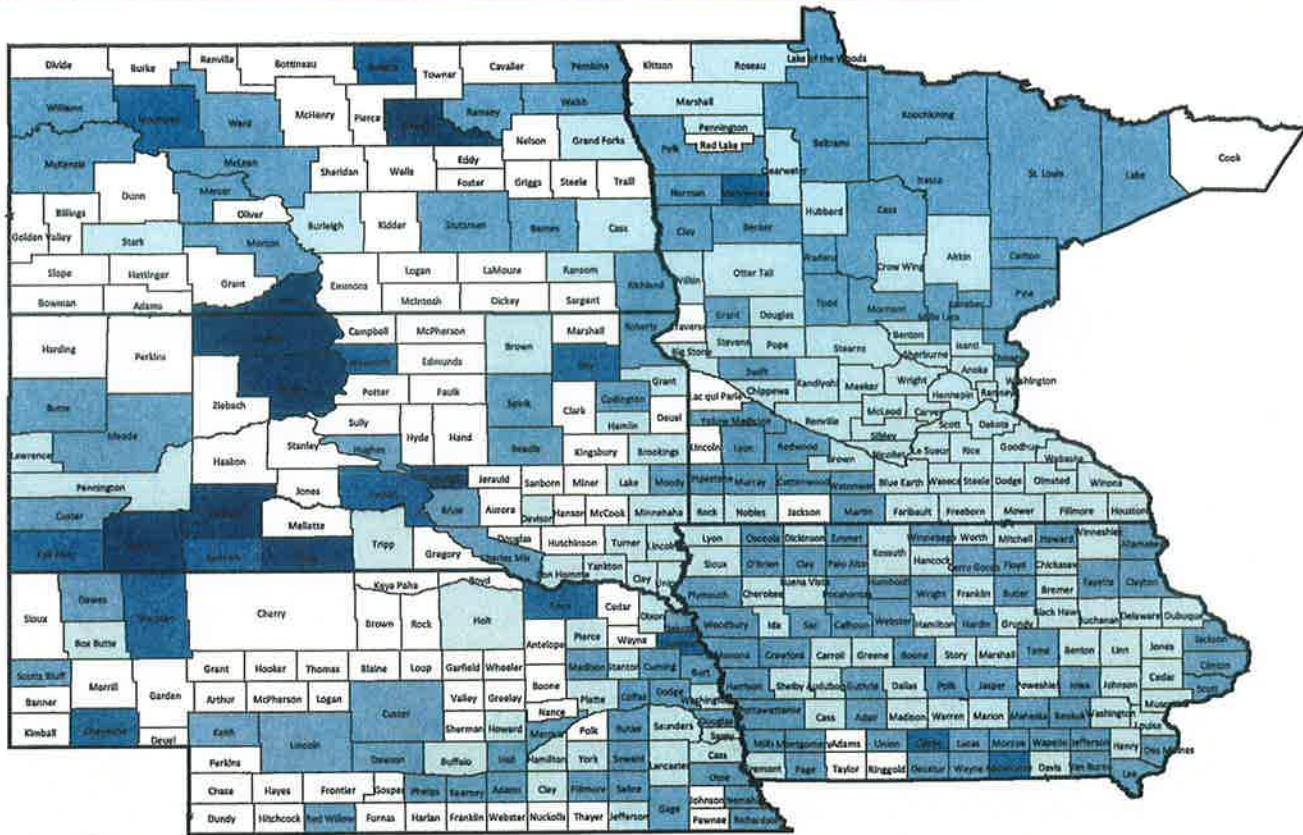 Divide Burke Renville Bottineau Towner Cavalier Pembina Kittson Roseau Lake of the Woods
Williams Ward McHenry Pierce Ramsey Walsh Marshall Koochiching
Pennington
Nelson Grand Forks Polk Red Lake Beltrami Cook
McKenzie McLean Sheridan Wells Eddy Clearwater Itasca St. Louis Lake
Dunn Mercer Foster Griggs Steele Traill Norman Mahnomen
Billings Oliver Burleigh Kidder Stutsman Barnes Cass Hubbard Cass
Golden Valley Stark Morton Clay Becker
Slope Hettinger Grant Logan LaMoure Ransom Richland Wilkin Otter Tail Wadena Crow Wing Aitkin Carlton
Bowman Adams Emmons McIntosh Dickey Sargent Todd Morrison Mille Lacs Pine
Grant Douglas
Harding Perkins Campbell McPherson Brown Marshall Roberts Traverse Stevens Pope Stearns Benton Isanti
Edmunds Day Big Stone Sherburne Anoka Washington
Butte Ziebach Potter Faulk Spink Clark Codington Grant Swift Kandiyohi Meeker Wright Hennepin Ramsey
Meade Sully Hyde Hand Hamlin Deuel Lac qui Parle Chippewa Renville McLeod Carver Scott Dakota
Lawrence Haakon Stanley Hughes Beadle Kingsbury Brookings Lincoln Lyon Redwood Sibley Nicollet Le Sueur Rice Goodhue Wabasha
Pennington Jones Jerauld Sanborn Miner Lake Moody Pipestone Murray Cottonwood Watonwan Brown Blue Earth Waseca Steele Dodge Olmsted Winona
Custer Mellette Brule Aurora Davison Hanson McCook Minnehaha Rock Nobles Jackson Martin Faribault Freeborn Mower Fillmore Houston
Tripp Gregory Douglas Hutchinson Turner Lincoln Lyon Osceola Dickinson Emmet Winnebago Worth Mitchell Howard Winneshiek Allamakee
Charles Mix Bon Homme Yankton Clay Union Sioux O'Brien Clay Palo Alto Kossuth Hancock Cerro Gordo Floyd Chickasaw
Keya Paha Boyd Plymouth Cherokee Buena Vista Pocahontas Humboldt Wright Franklin Butler Bremer Fayette Clayton
Sioux Dawes Sheridan Cherry Brown Rock Holt Knox Cedar Dixon Woodbury Ida Sac Calhoun Webster Hamilton Hardin Grundy Black Hawk Buchanan Delaware Dubuque
Box Butte Antelope Pierce Wayne Monona Crawford Carroll Greene Boone Story Marshall Tama Benton Linn Jones Jackson
Scotts Bluff Morrill Garden Grant Hooker Thomas Blaine Loup Garfield Wheeler Madison Stanton Cuming Burt Clinton
Banner Arthur McPherson Logan Custer Valley Greeley Boone Platte Colfax Dodge Washington Harrison Shelby Audubon Guthrie Dallas Polk Jasper Poweshiek Iowa Johnson Cedar Scott
Kimball Cheyenne Deuel Keith Lincoln Sherman Howard Nance Merrick Polk Butler Saunders Douglas Sarpy Pottawattamie Cass Adair Madison Warren Marion Mahaska Keokuk Washington Louisa
Perkins Dawson Buffalo Hall Hamilton York Seward Lancaster Cass Otoe Mills Montgomery Adams Union Clarke Lucas Monroe Wapello Jefferson Henry Des Moines
Chase Hayes Frontier Gosper Phelps Kearney Adams Clay Fillmore Saline Gage Johnson Nemaha Fremont Page Taylor Ringgold Decatur Wayne Appanoose Davis Van Buren Lee
Dundy Hitchcock Red Willow Furnas Harlan Franklin Webster Nuckolls Thayer Jefferson Pawnee Richardson